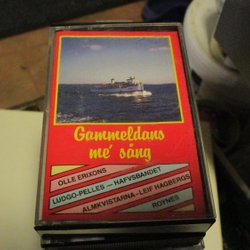 Gammeldans
me' sång
OLLE ERIXONS
LUDGO-PELLES — HAFVSBANDET
ALMKVISTARNA - LEIF HAGBERGS
ROYNES